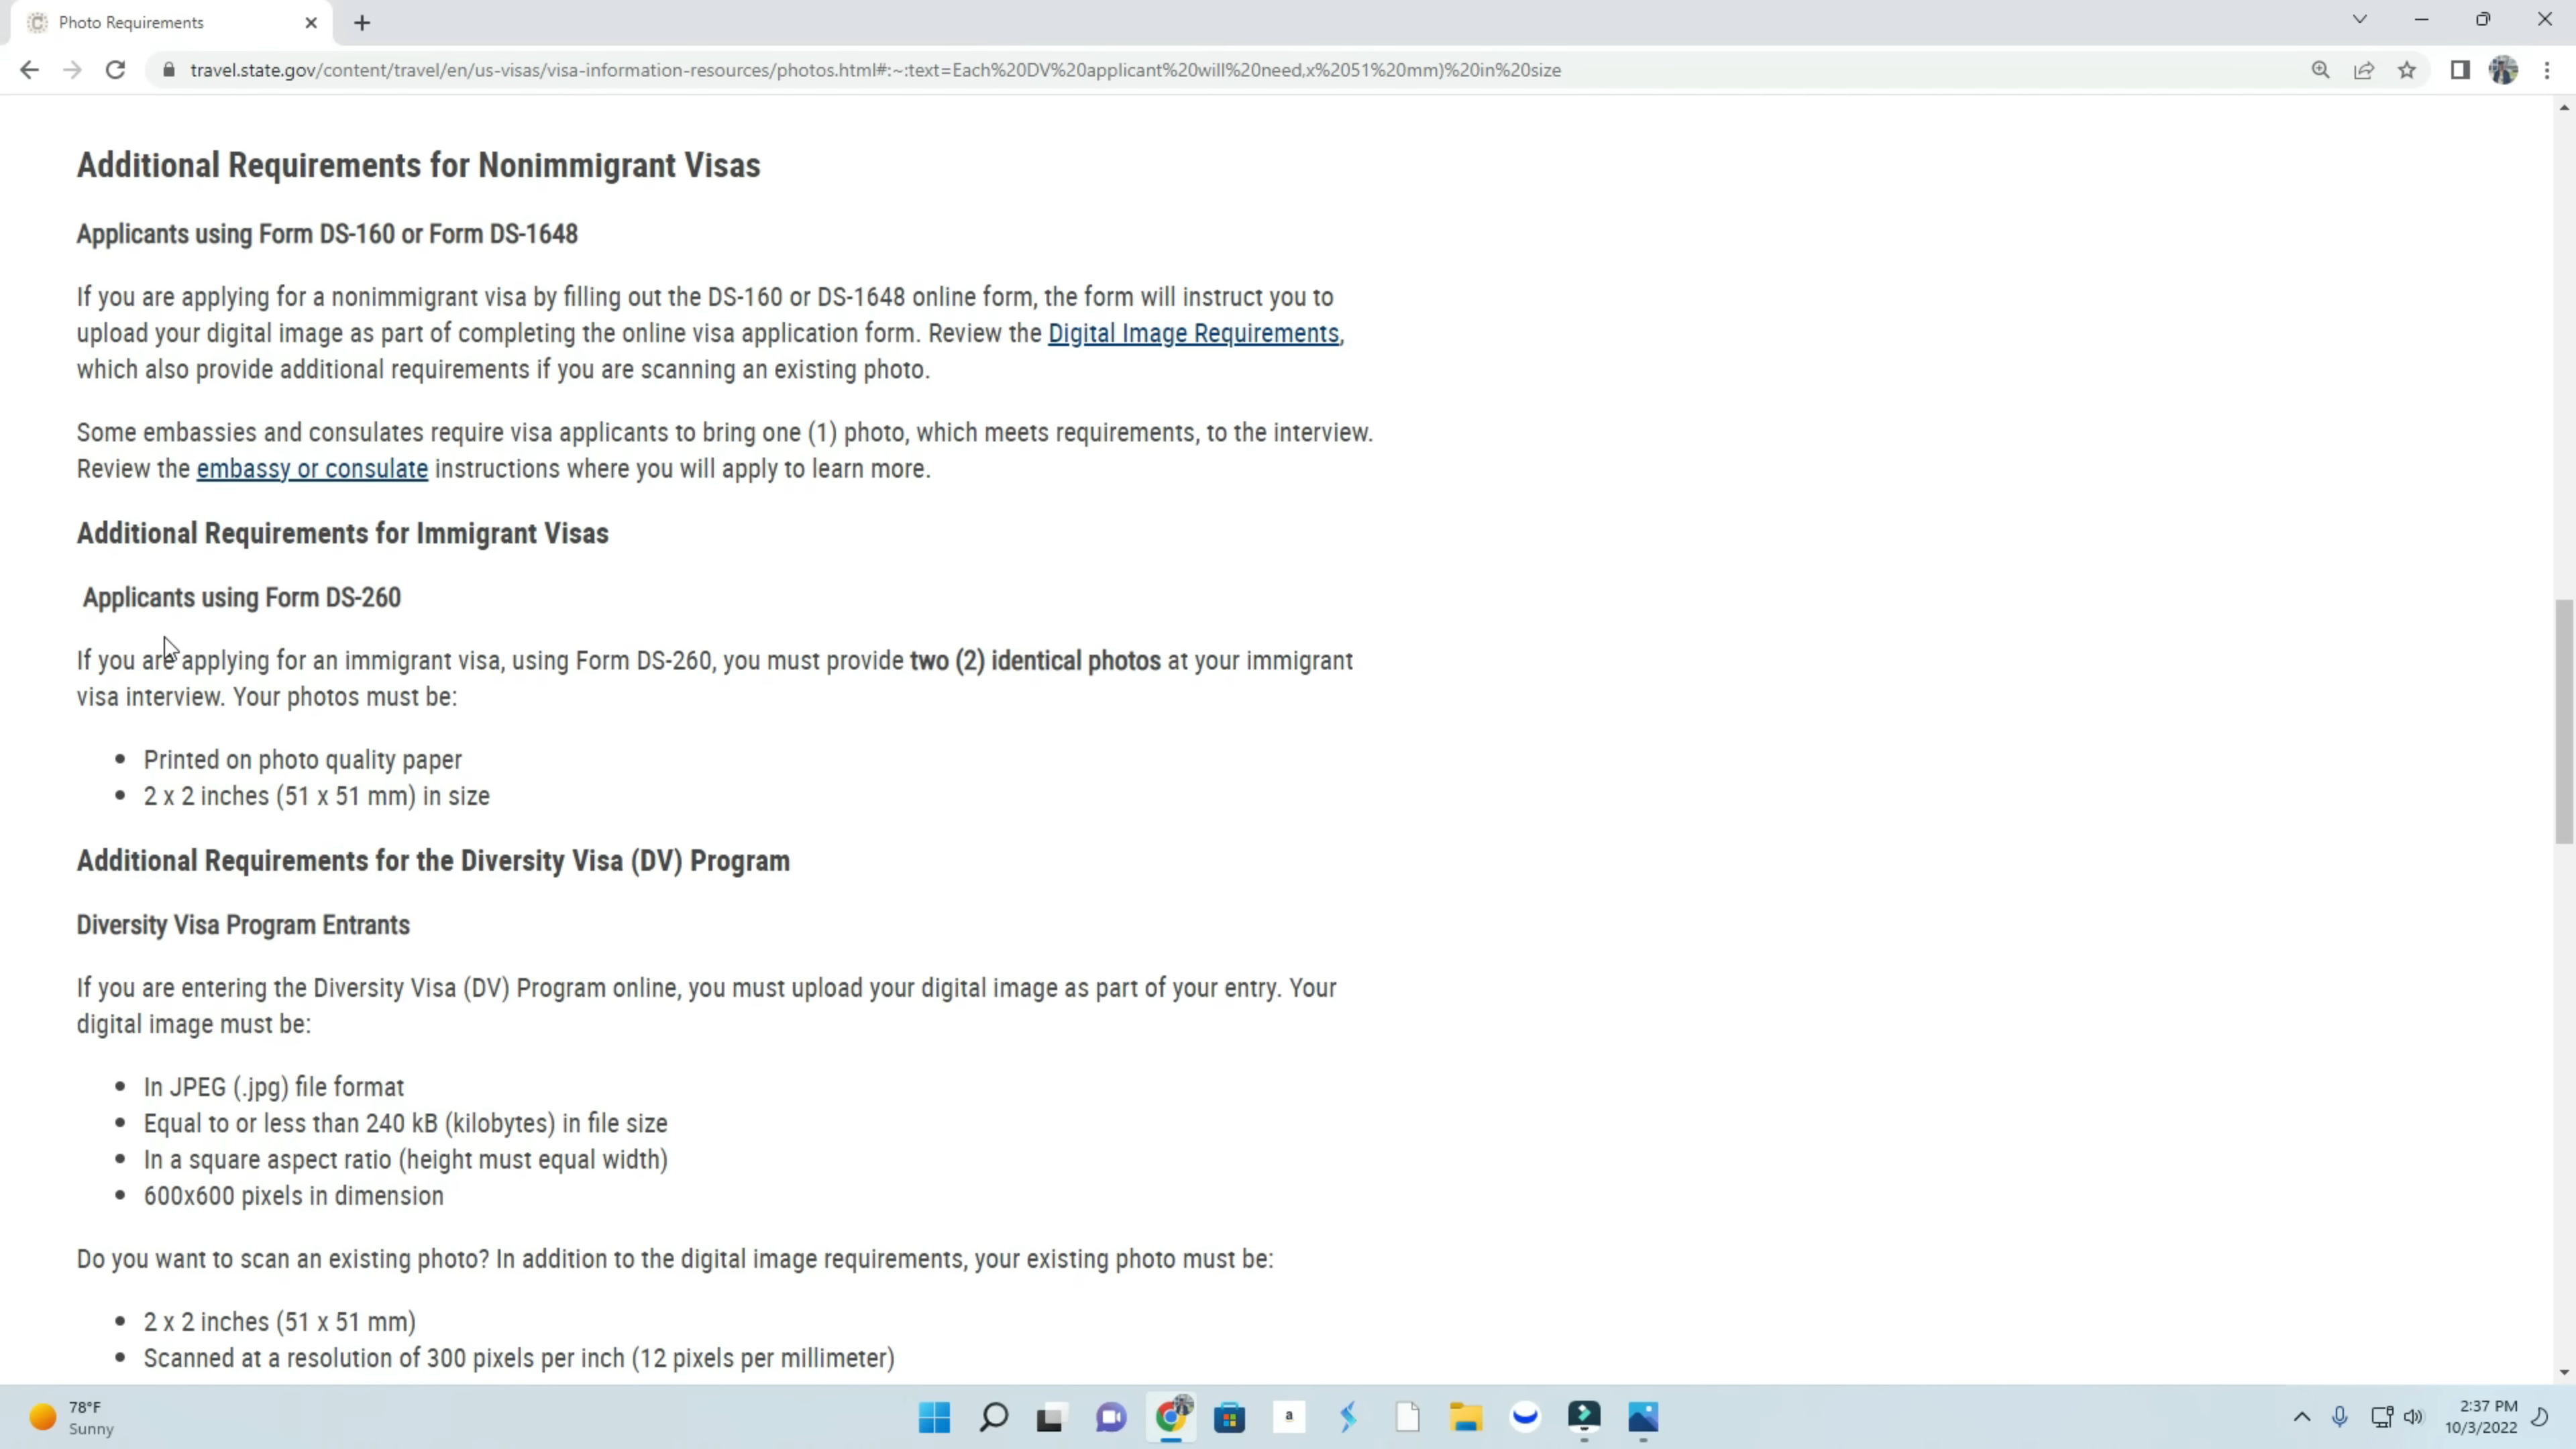 Photo Requirements
travel.state.gov/content/travel/en/us-visas/visa-information-resources/photos.html#:~:text=Each%20DV%20applicant%20will%20need,x%2051%20mm)%20in%20size
Additional Requirements for Nonimmigrant Visas
Applicants using Form DS-160 or Form DS-1648
If you are applying for a nonimmigrant visa by filling out the DS-160 or DS-1648 online form, the form will instruct you to
upload your digital image as part of completing the online visa application form. Review the Digital Image Requirements,
which also provide additional requirements if you are scanning an existing photo.
Some embassies and consulates require visa applicants to bring one (1) photo, which meets requirements, to the interview.
Review the embassy or consulate instructions where you will apply to learn more.
Additional Requirements for Immigrant Visas
Applicants using Form DS-260
If you are applying for an immigrant visa, using Form DS-260, you must provide two (2) identical photos at your immigrant
visa interview. Your photos must be:
• Printed on photo quality paper
• 2 x 2 inches (51 x 51 mm) in size
Additional Requirements for the Diversity Visa (DV) Program
Diversity Visa Program Entrants
If you are entering the Diversity Visa (DV) Program online, you must upload your digital image as part of your entry. Your
digital image must be:
• In JPEG (.jpg) file format
• Equal to or less than 240 kB (kilobytes) in file size
• In a square aspect ratio (height must equal width)
• 600x600 pixels in dimension
Do you want to scan an existing photo? In addition to the digital image requirements, your existing photo must be:
• 2 x 2 inches (51 x 51 mm)
• Scanned at a resolution of 300 pixels per inch (12 pixels per millimeter)
78°F
Sunny
a
2:37 PM
10/3/2022